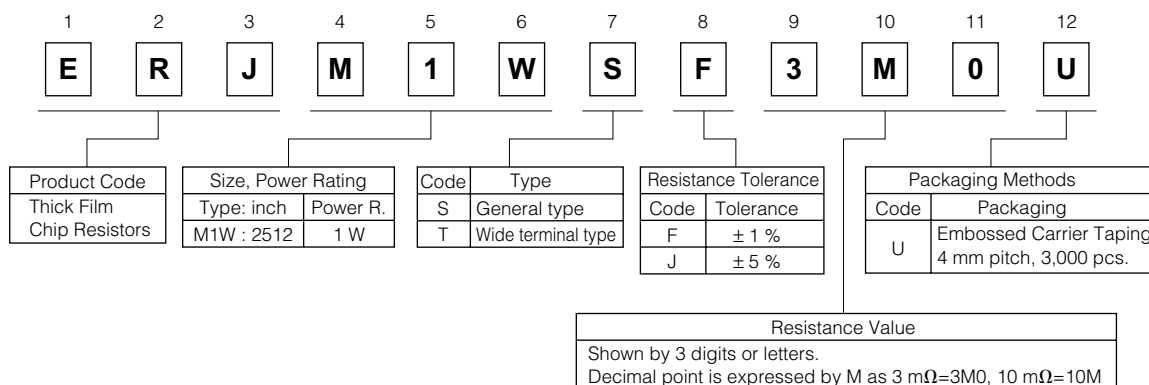 1 2 3 4 5 6 7 8 9 10 11 12
E R J M 1 W S F 3 M 0 U
Product Code
Thick Film
Chip Resistors
Size, Power Rating
Type: inch Power R.
M1W : 2512 1 W
Code Type
S General type
T Wide terminal type
Resistance Tolerance
Code Tolerance
F ± 1 %
J ± 5 %
Packaging Methods
Code Packaging
U Embossed Carrier Taping
4 mm pitch, 3,000 pcs.
Resistance Value
Shown by 3 digits or letters.
Decimal point is expressed by M as 3 mΩ=3M0, 10 mΩ=10M